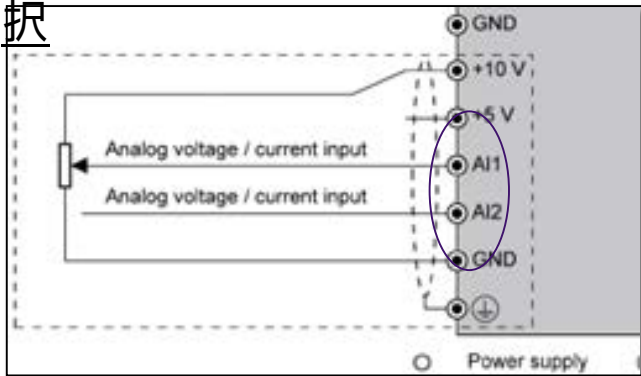 択
GND
+10 V
+5 V
Analog voltage / current input
AI1
Analog voltage / current input
AI2
GND
Power supply